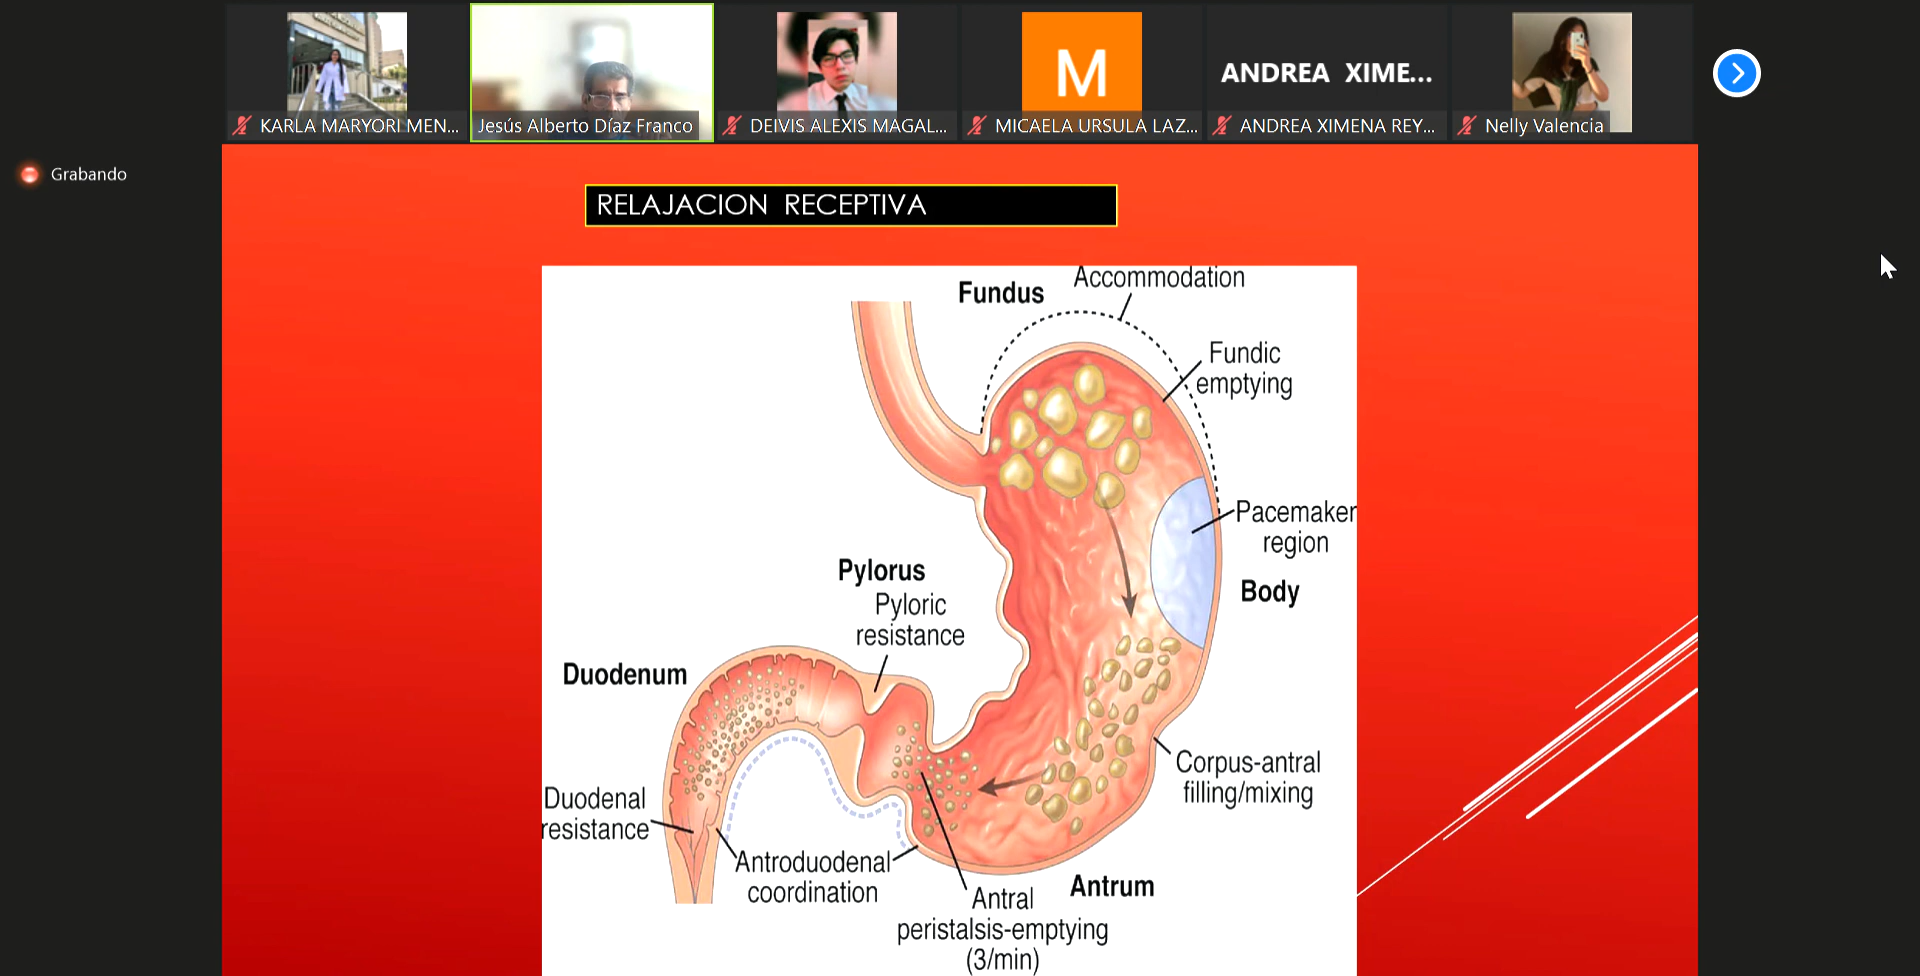 M
ANDREA XIME...
KARLA MARYORI MEN...
Jesús Alberto Díaz Franco
DEIVIS ALEXIS MAGAL...
MICAELA URSULA LAZ...
ANDREA XIMENA REY...
Nelly Valencia
Grabando
RELAJACION RECEPTIVA
Accommodation
Fundus
Fundic
emptying
Pacemaker
region
Body
Pylorus
Pyloric
resistance
Duodenum
Corpus-antral
filling/mixing
Duodenal
resistance
Antroduodenal
coordination
Antrum
Antral
peristalsis-emptying
(3/min)